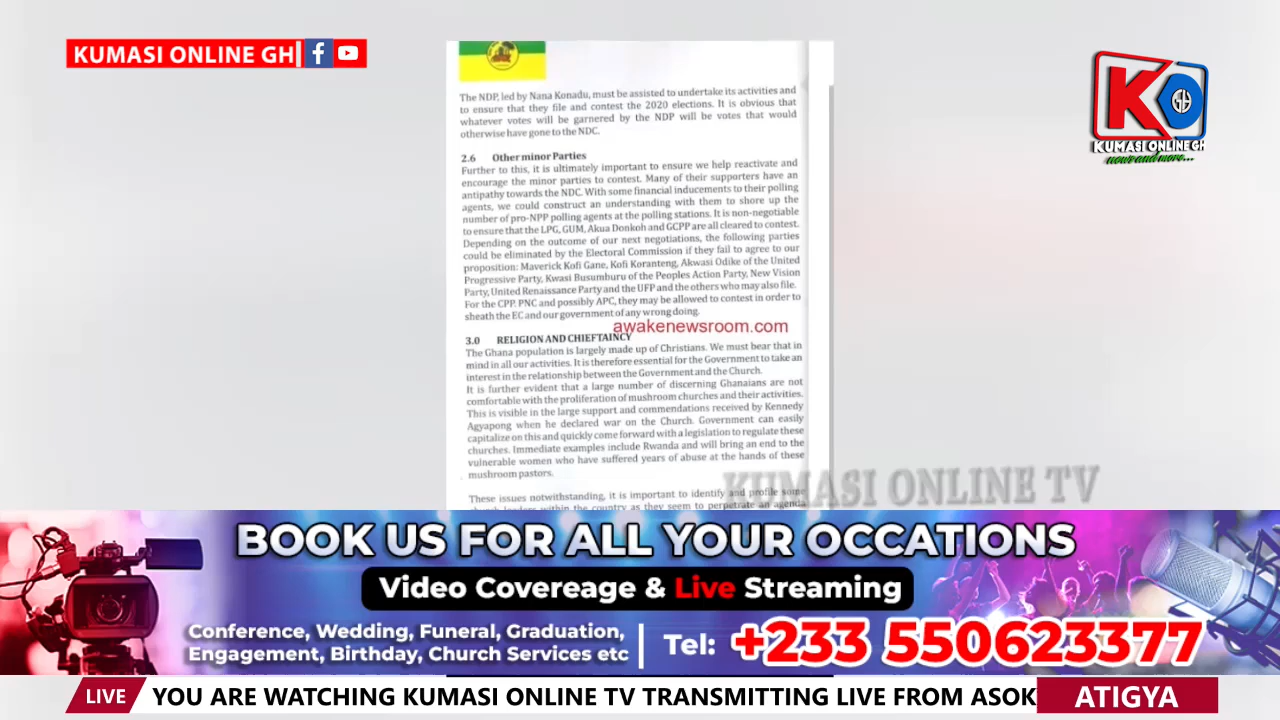 KUMASI ONLINE GH
KO
GH
KUMASI ONLINE GH
news and more...
The NDP, led by Nana Konadu, must be assisted to undertake its activities and
to ensure that they file and contest the 2020 elections. It is obvious that
whatever votes will be garnered by the NDP will be votes that would
otherwise have gone to the NDC.
2.6 Other minor Parties
Further to this, it is ultimately important to ensure we help reactivate and
encourage the minor parties to contest. Many of their supporters have an
antipathy towards the NDC. With some financial inducements to their polling
agents, we could construct an understanding with them to shore up the
number of pro-NPP polling agents at the polling stations. It is non-negotiable
to ensure that the LPG, GUM, Akua Donkoh and GCPP are all cleared to contest.
Depending on the outcome of our next negotiations, the following parties
could be eliminated by the Electoral Commission if they fail to agree to our
proposition: Maverick Kofi Gane, Kofi Koranteng, Akwasi Odike of the United
Progressive Party, Kwasi Busumburu of the Peoples Action Party, New Vision
Party, United Renaissance Party and the UFP and the others who may also file.
For the CPP. PNC and possibly APC, they may be allowed to contest in order to
sheath the EC and our government of any wrong doing.
awakenewsroom.com
3.0 RELIGION AND CHIEFTAINCY
The Ghana population is largely made up of Christians. We must bear that in
mind in all our activities. It is therefore essential for the Government to take an
interest in the relationship between the Government and the Church.
It is further evident that a large number of discerning Ghanaians are not
comfortable with the proliferation of mushroom churches and their activities.
This is visible in the large support and commendations received by Kennedy
Agyapong when he declared war on the Church. Government can easily
capitalize on this and quickly come forward with a legislation to regulate these
churches. Immediate examples include Rwanda and will bring an end to the
vulnerable women who have suffered years of abuse at the hands of these
mushroom pastors.
These issues notwithstanding, it is important to identify and profile some
church leaders within the country as they seem to perpetrate an agenda
KUMASI ONLINE TV
BOOK US FOR ALL YOUR OCCATIONS
Video Covereage & Live Streaming
Conference, Wedding, Funeral, Graduation,
Engagement, Birthday, Church Services etc
Tel: +233 550623377
LIVE
YOU ARE WATCHING KUMASI ONLINE TV TRANSMITTING LIVE FROM ASOK
ATIGYA